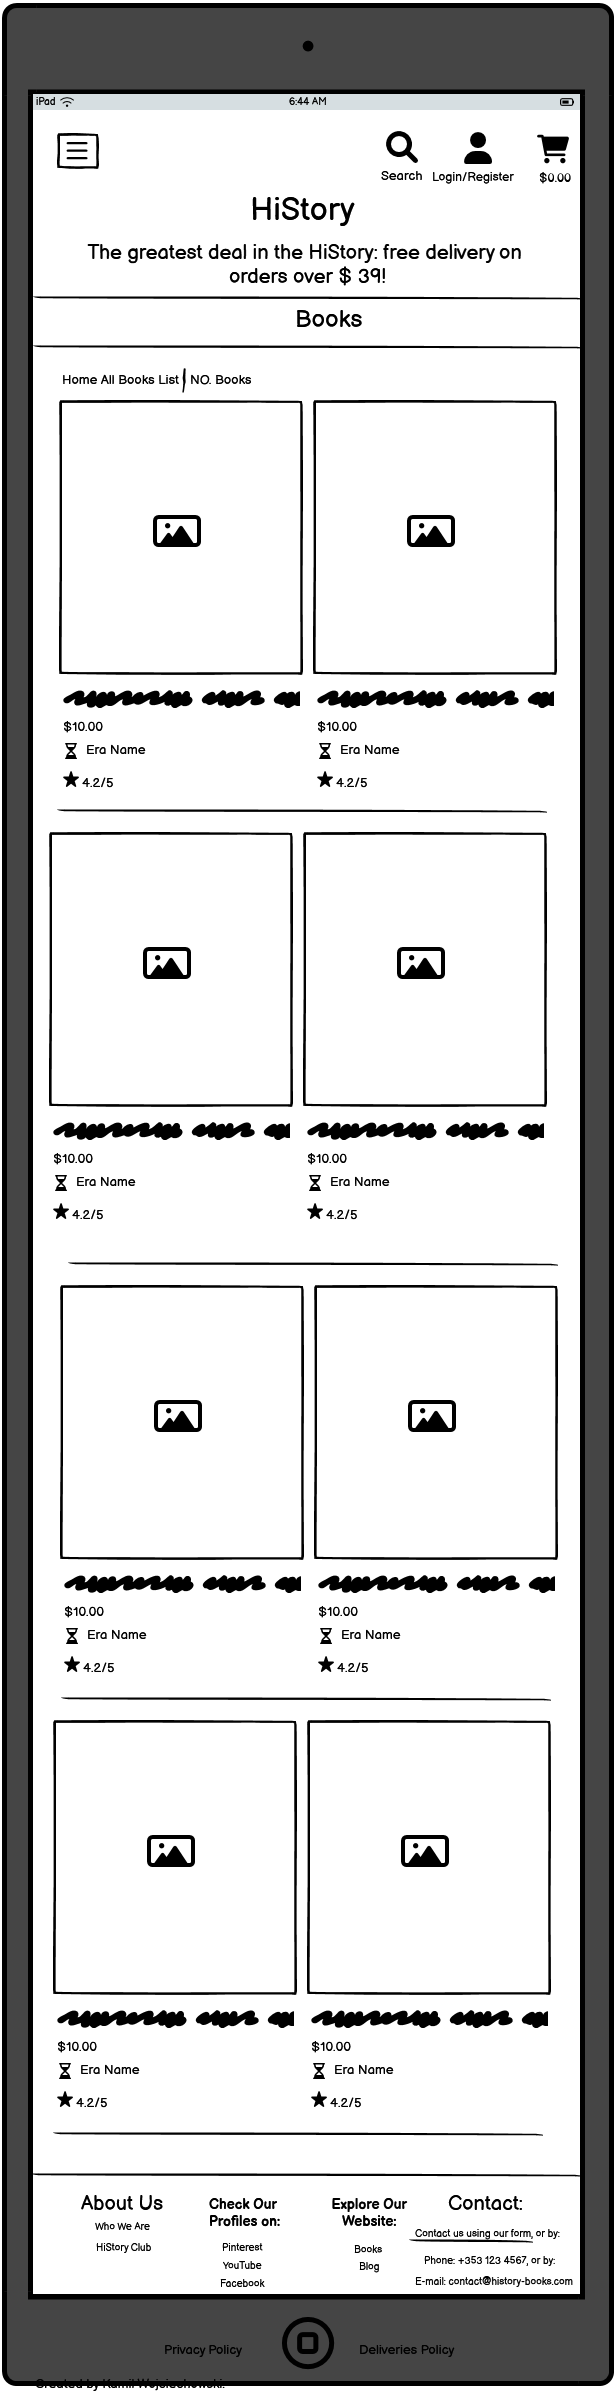 iPad 6:44 AM
Search Login/Register $0.00
HiStory
The greatest deal in the HiStory: free delivery on
orders over $ 39!
Books
Home All Books List NO. Books
$10.00 $10.00
Era Name Era Name
4.2/5 4.2/5
$10.00 $10.00
Era Name Era Name
4.2/5 4.2/5
$10.00 $10.00
Era Name Era Name
4.2/5 4.2/5
$10.00 $10.00
Era Name Era Name
4.2/5 4.2/5
About Us
Who We Are
HiStory Club
Check Our
Profiles on:
Pinterest
YouTube
Facebook
Explore Our
Website:
Books
Blog
Contact:
Contact us using our form, or by:
Phone: +353 123 4567, or by:
E-mail: contact@history-books.com
Privacy Policy Deliveries Policy
Created by Kamil Wojciechowski.